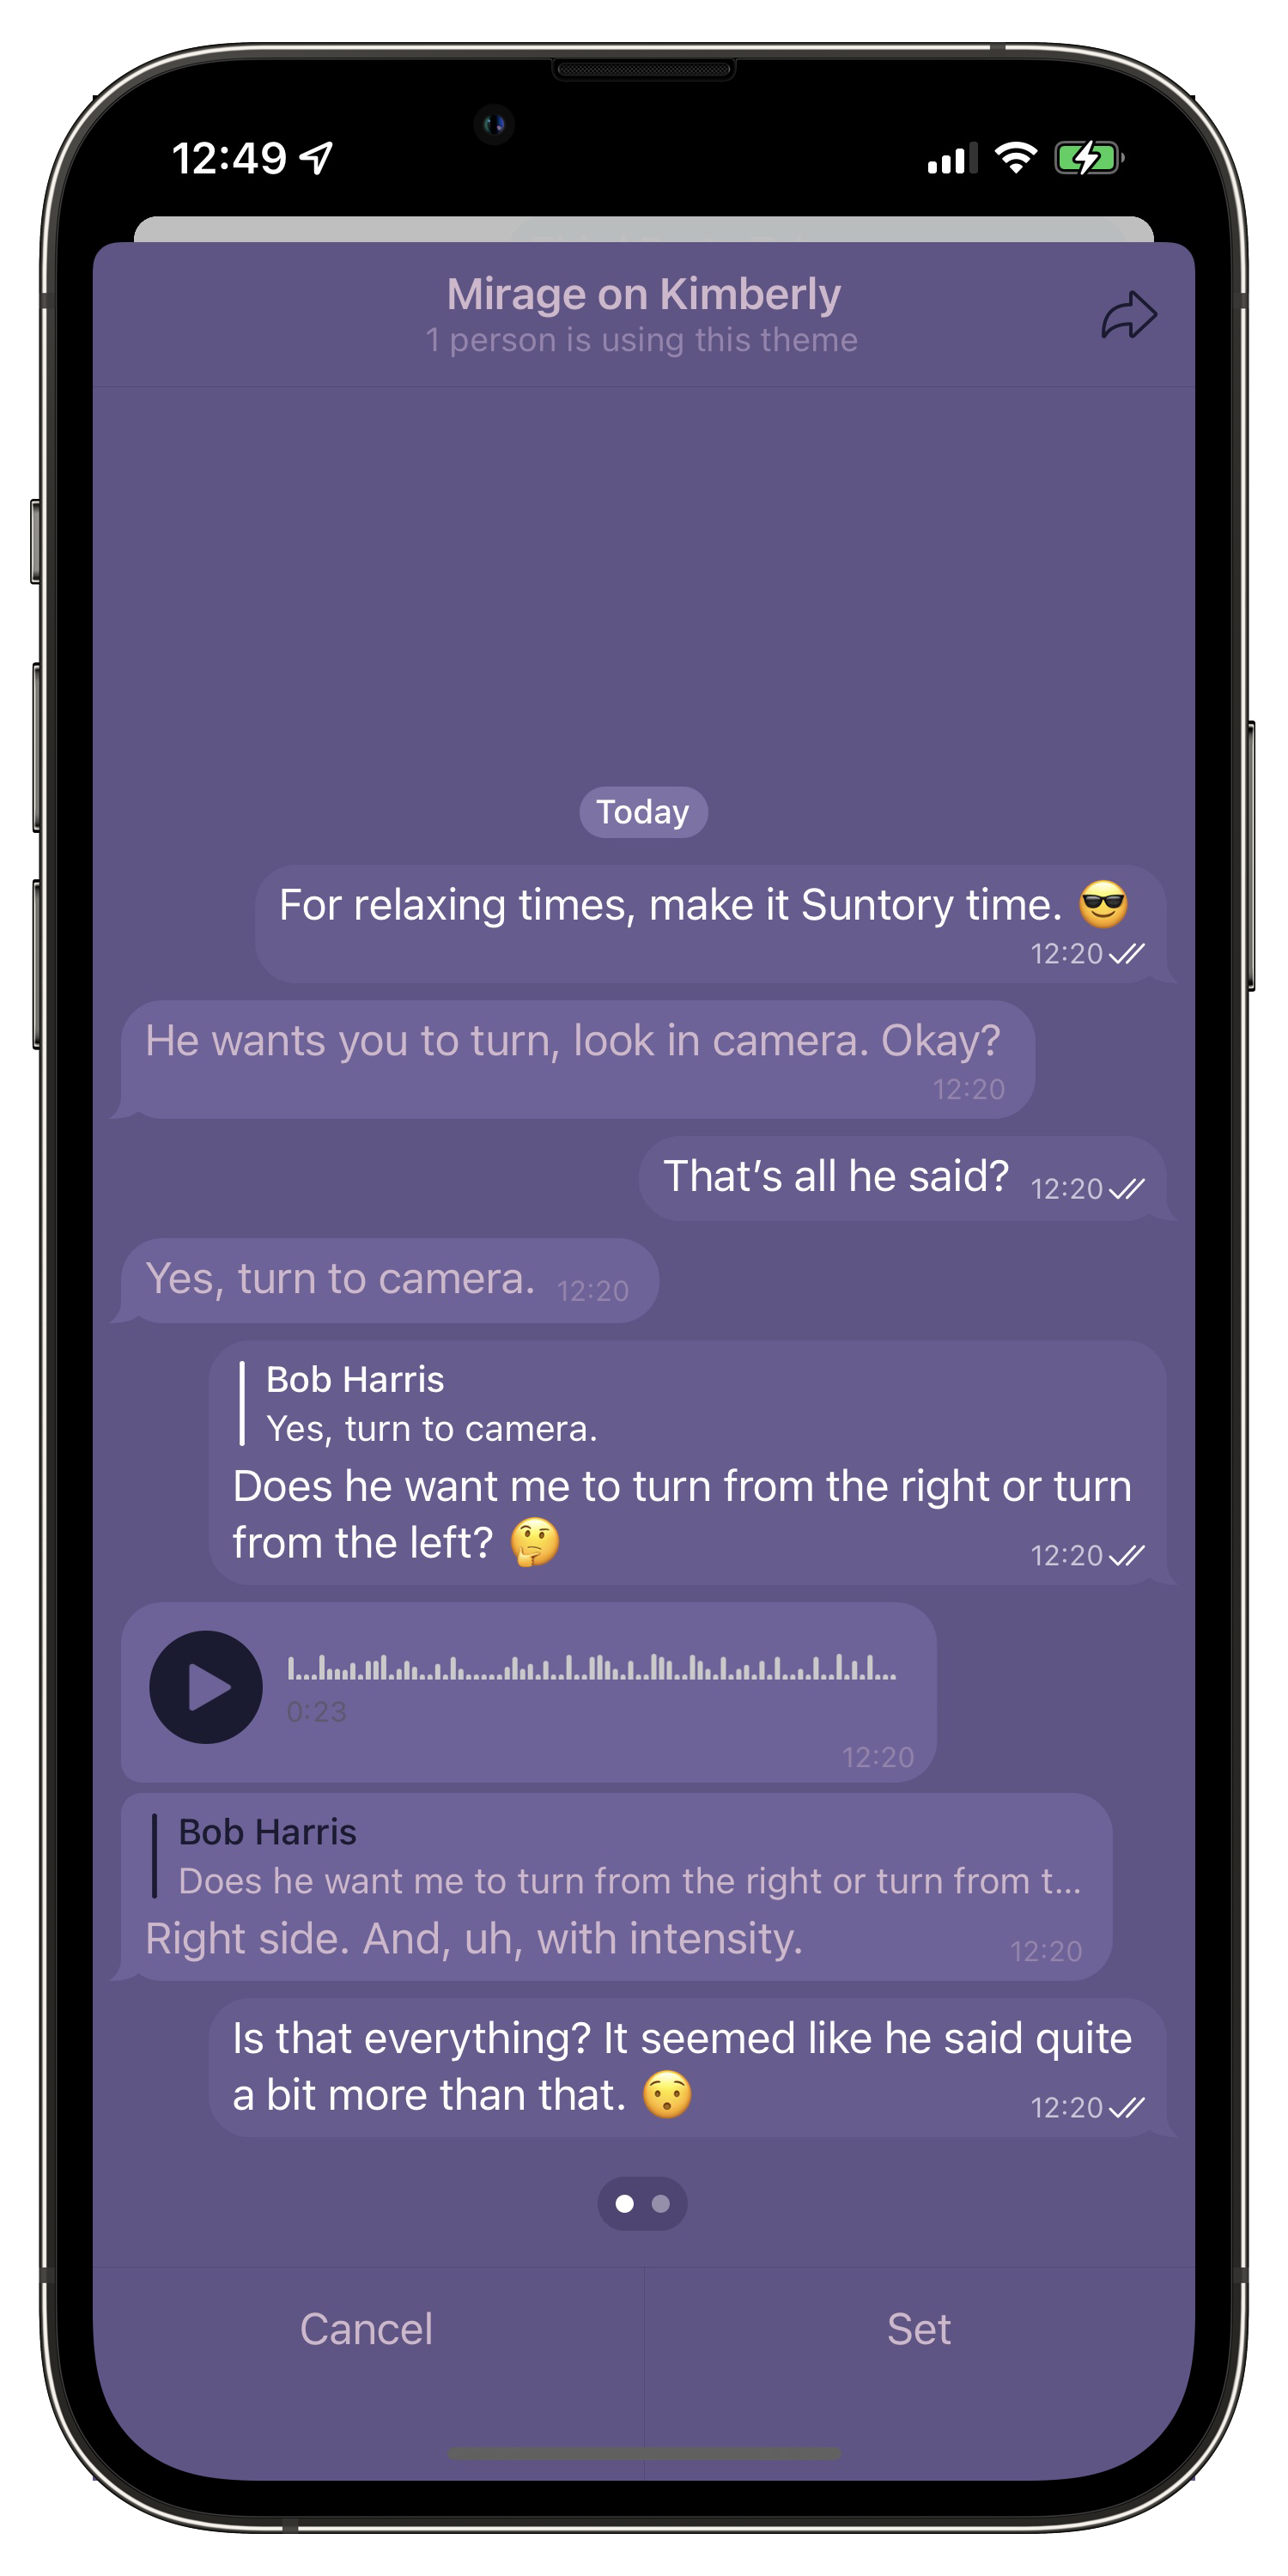 12:49
Mirage on Kimberly
1 person is using this theme
Today
For relaxing times, make it Suntory time. 😎
12:20
He wants you to turn, look in camera. Okay?
12:20
That’s all he said? 12:20
Yes, turn to camera. 12:20
Bob Harris
Yes, turn to camera.
Does he want me to turn from the right or turn
from the left? 🤔 12:20
0:23
12:20
Bob Harris
Does he want me to turn from the right or turn from t...
Right side. And, uh, with intensity. 12:20
Is that everything? It seemed like he said quite
a bit more than that. 😯 12:20
Cancel Set